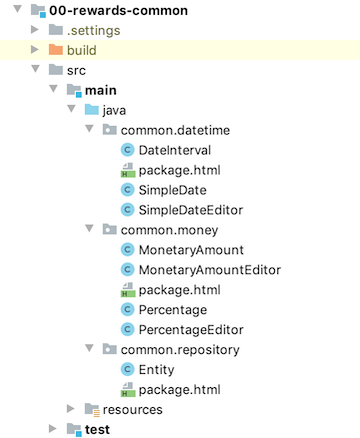 00-rewards-common
.settings
build
src
main
java
common.datetime
DateInterval
package.html
SimpleDate
SimpleDateEditor
common.money
MonetaryAmount
MonetaryAmountEditor
package.html
Percentage
PercentageEditor
common.repository
Entity
package.html
resources
test